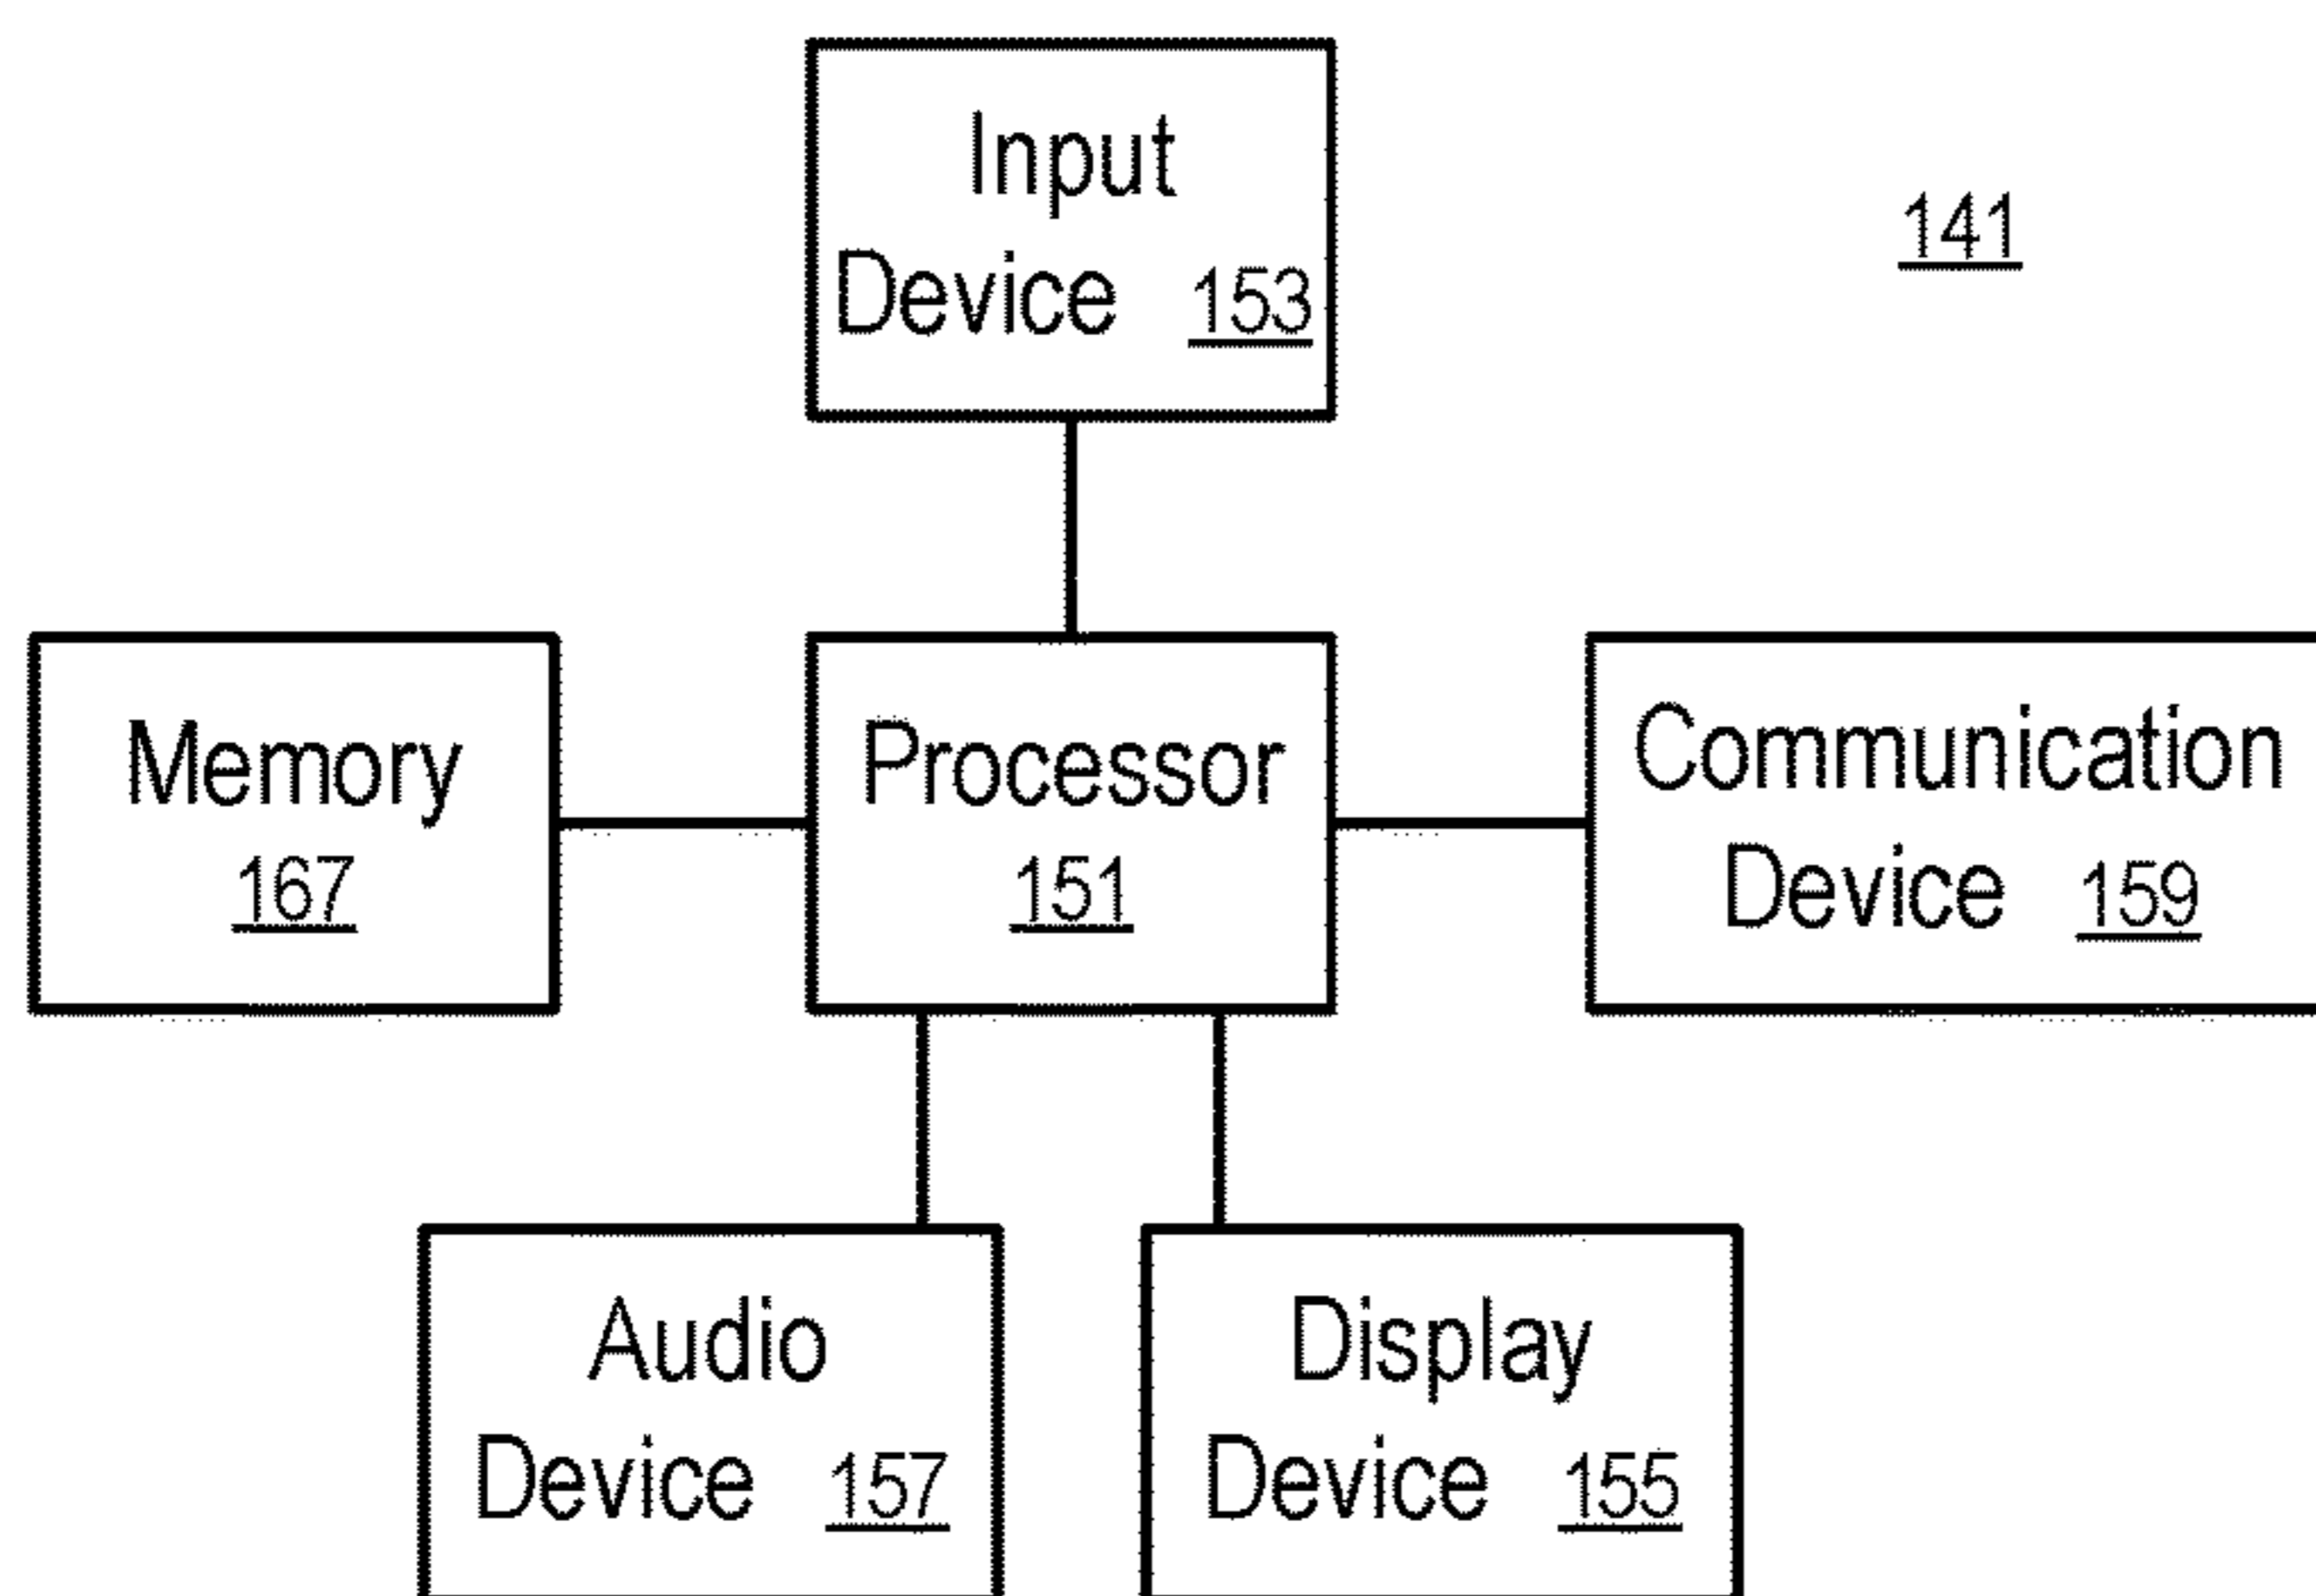 Input
Device 153
141
Memory
167
Processor
151
Communication
Device 159
Audio
Device 157
Display
Device 155